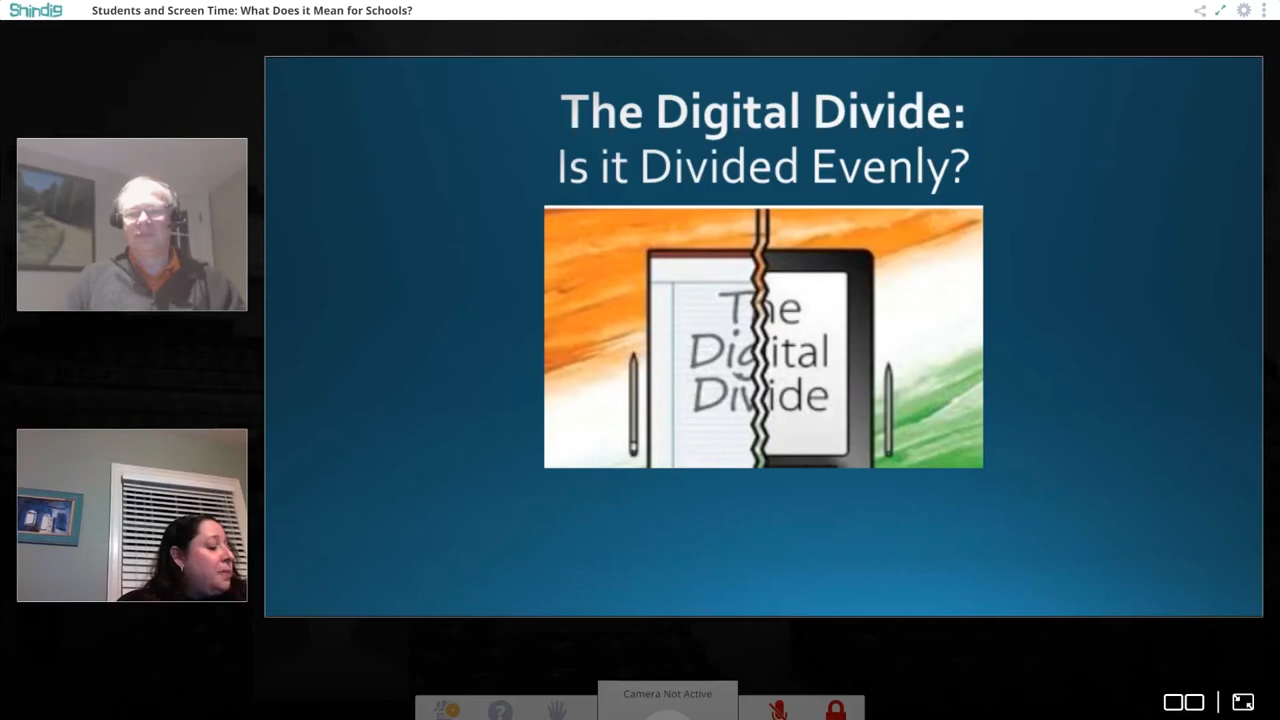 Shindig
Students and Screen Time: What Does it Mean for Schools?
The Digital Divide:
Is it Divided Evenly?
The
Digital
Divide
Camera Not Active